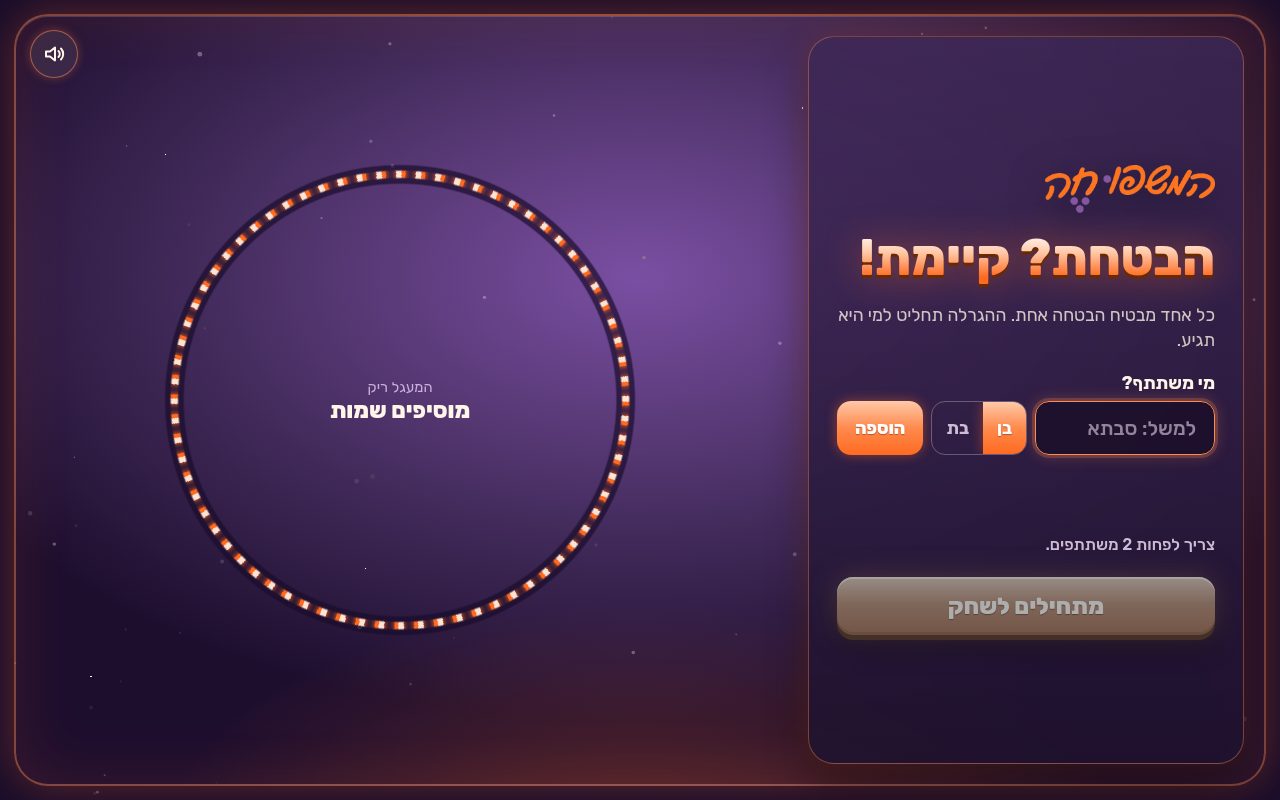 המשפוחה
הבטחת? קיימת!
כל אחד מבטיח הבטחה אחת. ההגרלה תחליט למי היא
תגיע.
מי משתתף?
למשל: סבתא
בן
בת
הוספה
צריך לפחות 2 משתתפים.
מתחילים לשחק
המעגל ריק
מוסיפים שמות